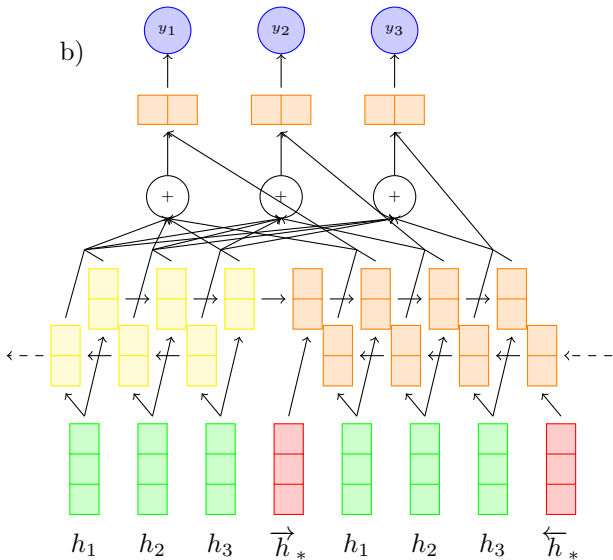 y₁ y₂ y₃
b)
+ + +
h₁ h₂ h₃ →h* h₁ h₂ h₃ ←h*